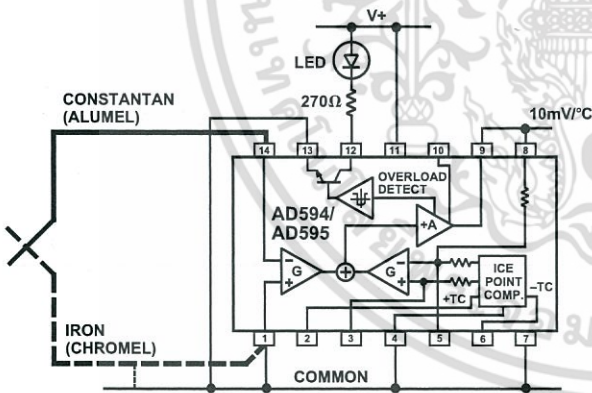 V+
LED
270Ω
CONSTANTAN
(ALUMEL)
10mV/°C
14 13 12 11 10 9 8
OVERLOAD
DETECT
AD594/
AD595
+A
– G +
– G +
ICE
POINT
COMP.
+TC
–TC
IRON
(CHROMEL)
1 2 3 4 5 6 7
COMMON